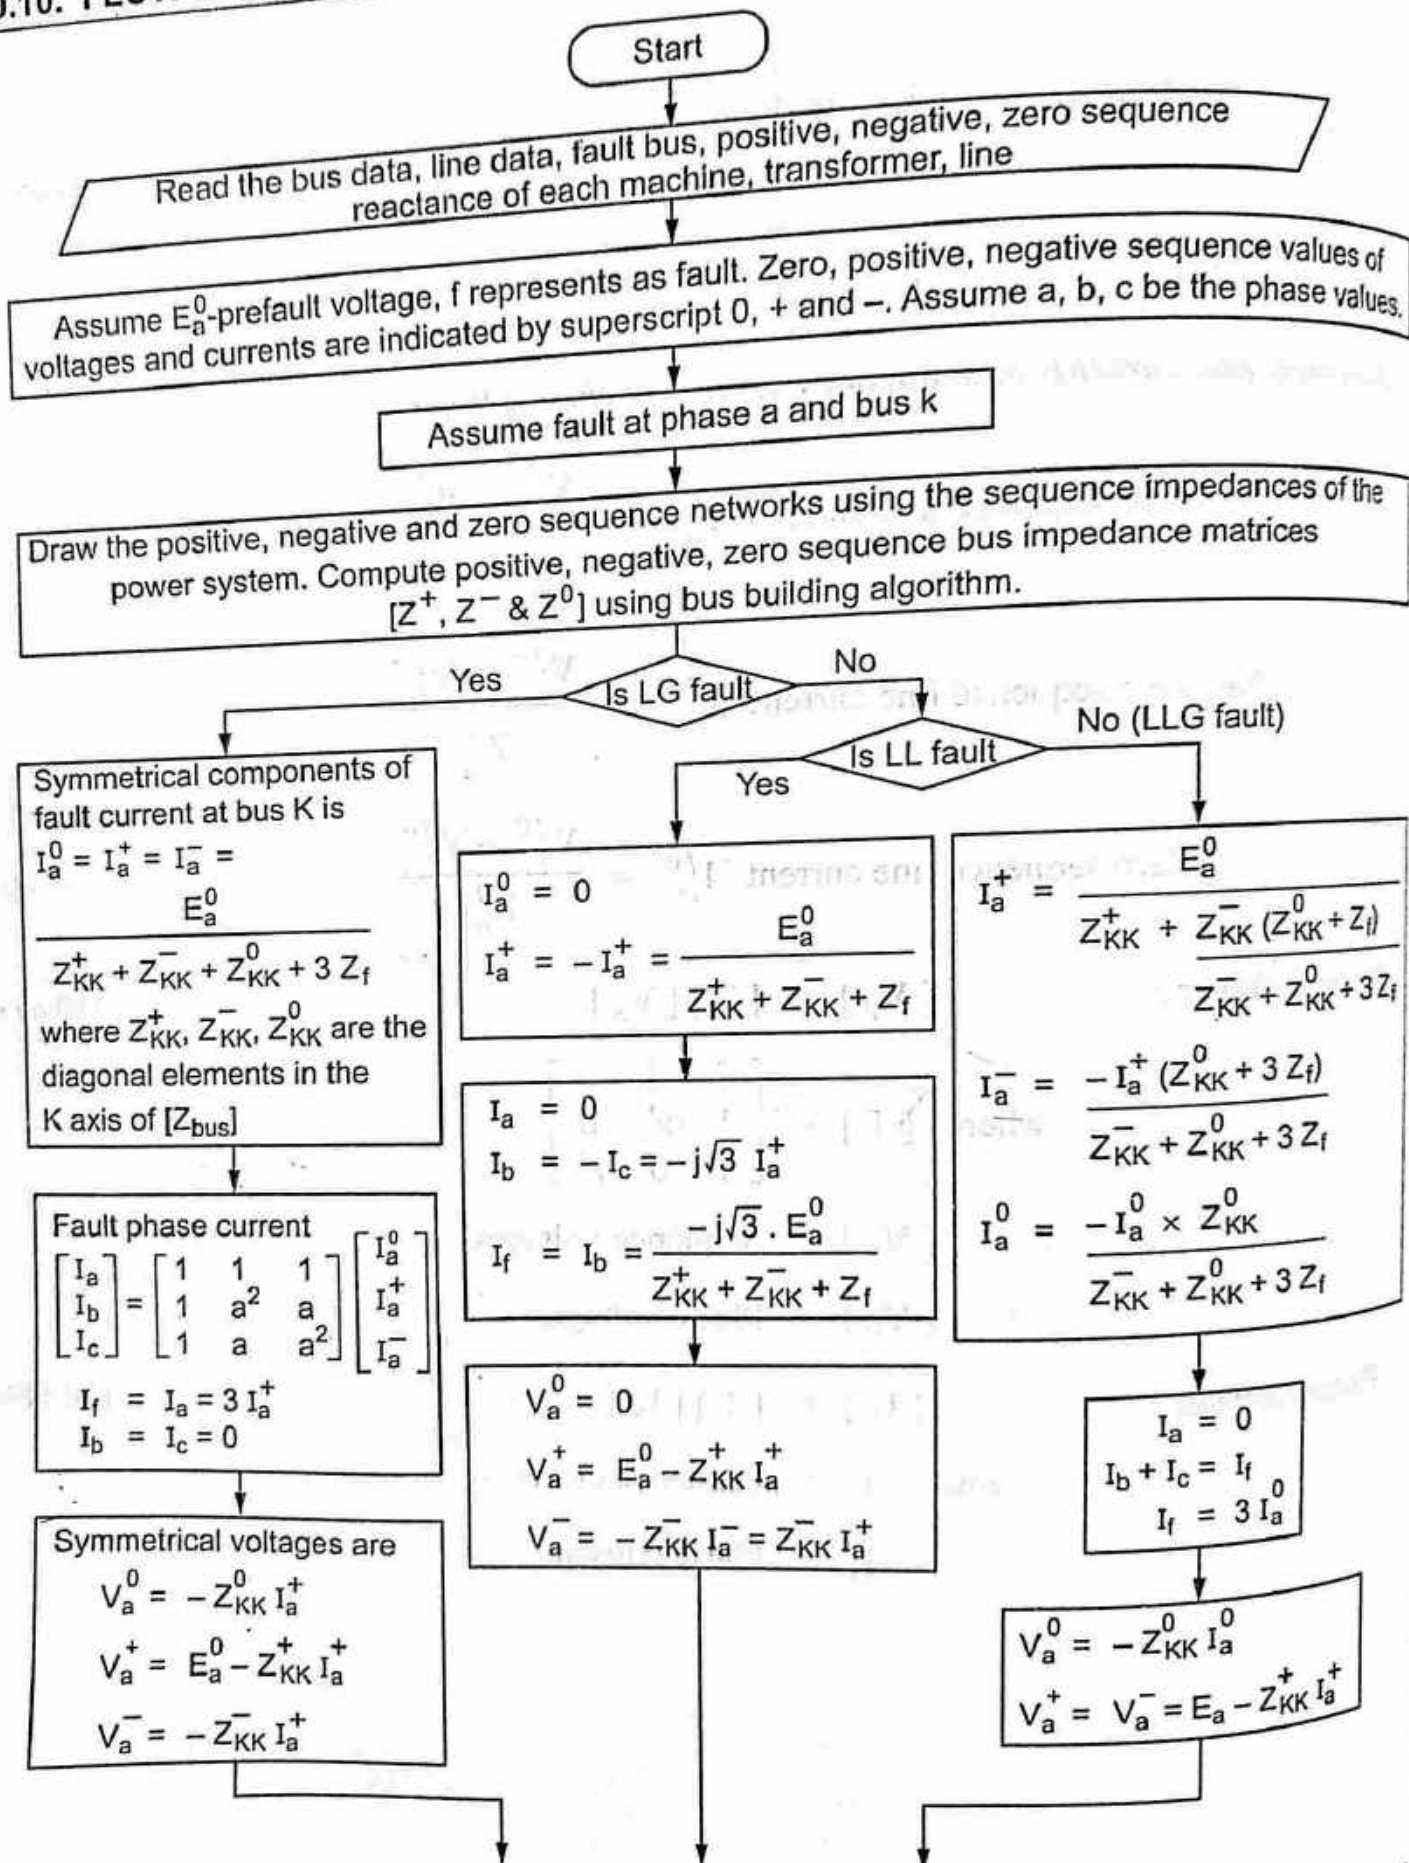 Start
Read the bus data, line data, fault bus, positive, negative, zero sequence
reactance of each machine, transformer, line
Assume E_a^0-prefault voltage, f represents as fault. Zero, positive, negative sequence values of
voltages and currents are indicated by superscript 0, + and –. Assume a, b, c be the phase values.
Assume fault at phase a and bus k
Draw the positive, negative and zero sequence networks using the sequence impedances of the
power system. Compute positive, negative, zero sequence bus impedance matrices
[Z^+, Z^– & Z^0] using bus building algorithm.
Is LG fault
Yes
No
Is LL fault
Yes
No (LLG fault)
Symmetrical components of
fault current at bus K is
I_a^0 = I_a^+ = I_a^– =
E_a^0
Z_KK^+ + Z_KK^– + Z_KK^0 + 3 Z_f
where Z_KK^+, Z_KK^–, Z_KK^0 are the
diagonal elements in the
K axis of [Z_bus]
Fault phase current
[I_a] = [1 1 1] [I_a^0]
[I_b] [1 a^2 a] [I_a^+]
[I_c] [1 a a^2] [I_a^–]
I_f = I_a = 3 I_a^+
I_b = I_c = 0
Symmetrical voltages are
V_a^0 = – Z_KK^0 I_a^+
V_a^+ = E_a^0 – Z_KK^+ I_a^+
V_a^– = – Z_KK^– I_a^+
I_a^0 = 0
I_a^+ = – I_a^+ = E_a^0
Z_KK^+ + Z_KK^– + Z_f
I_a = 0
I_b = – I_c = – j√3 I_a^+
I_f = I_b = – j√3 . E_a^0
Z_KK^+ + Z_KK^– + Z_f
V_a^0 = 0
V_a^+ = E_a^0 – Z_KK^+ I_a^+
V_a^– = – Z_KK^– I_a^– = Z_KK^– I_a^+
I_a^+ = E_a^0
Z_KK^+ + Z_KK^– (Z_KK^0 + Z_f)
Z_KK^– + Z_KK^0 + 3 Z_f
I_a^– = – I_a^+ (Z_KK^0 + 3 Z_f)
Z_KK^– + Z_KK^0 + 3 Z_f
I_a^0 = – I_a^0 × Z_KK^0
Z_KK^– + Z_KK^0 + 3 Z_f
I_a = 0
I_b + I_c = I_f
I_f = 3 I_a^0
V_a^0 = – Z_KK^0 I_a^0
V_a^+ = V_a^– = E_a – Z_KK^+ I_a^+